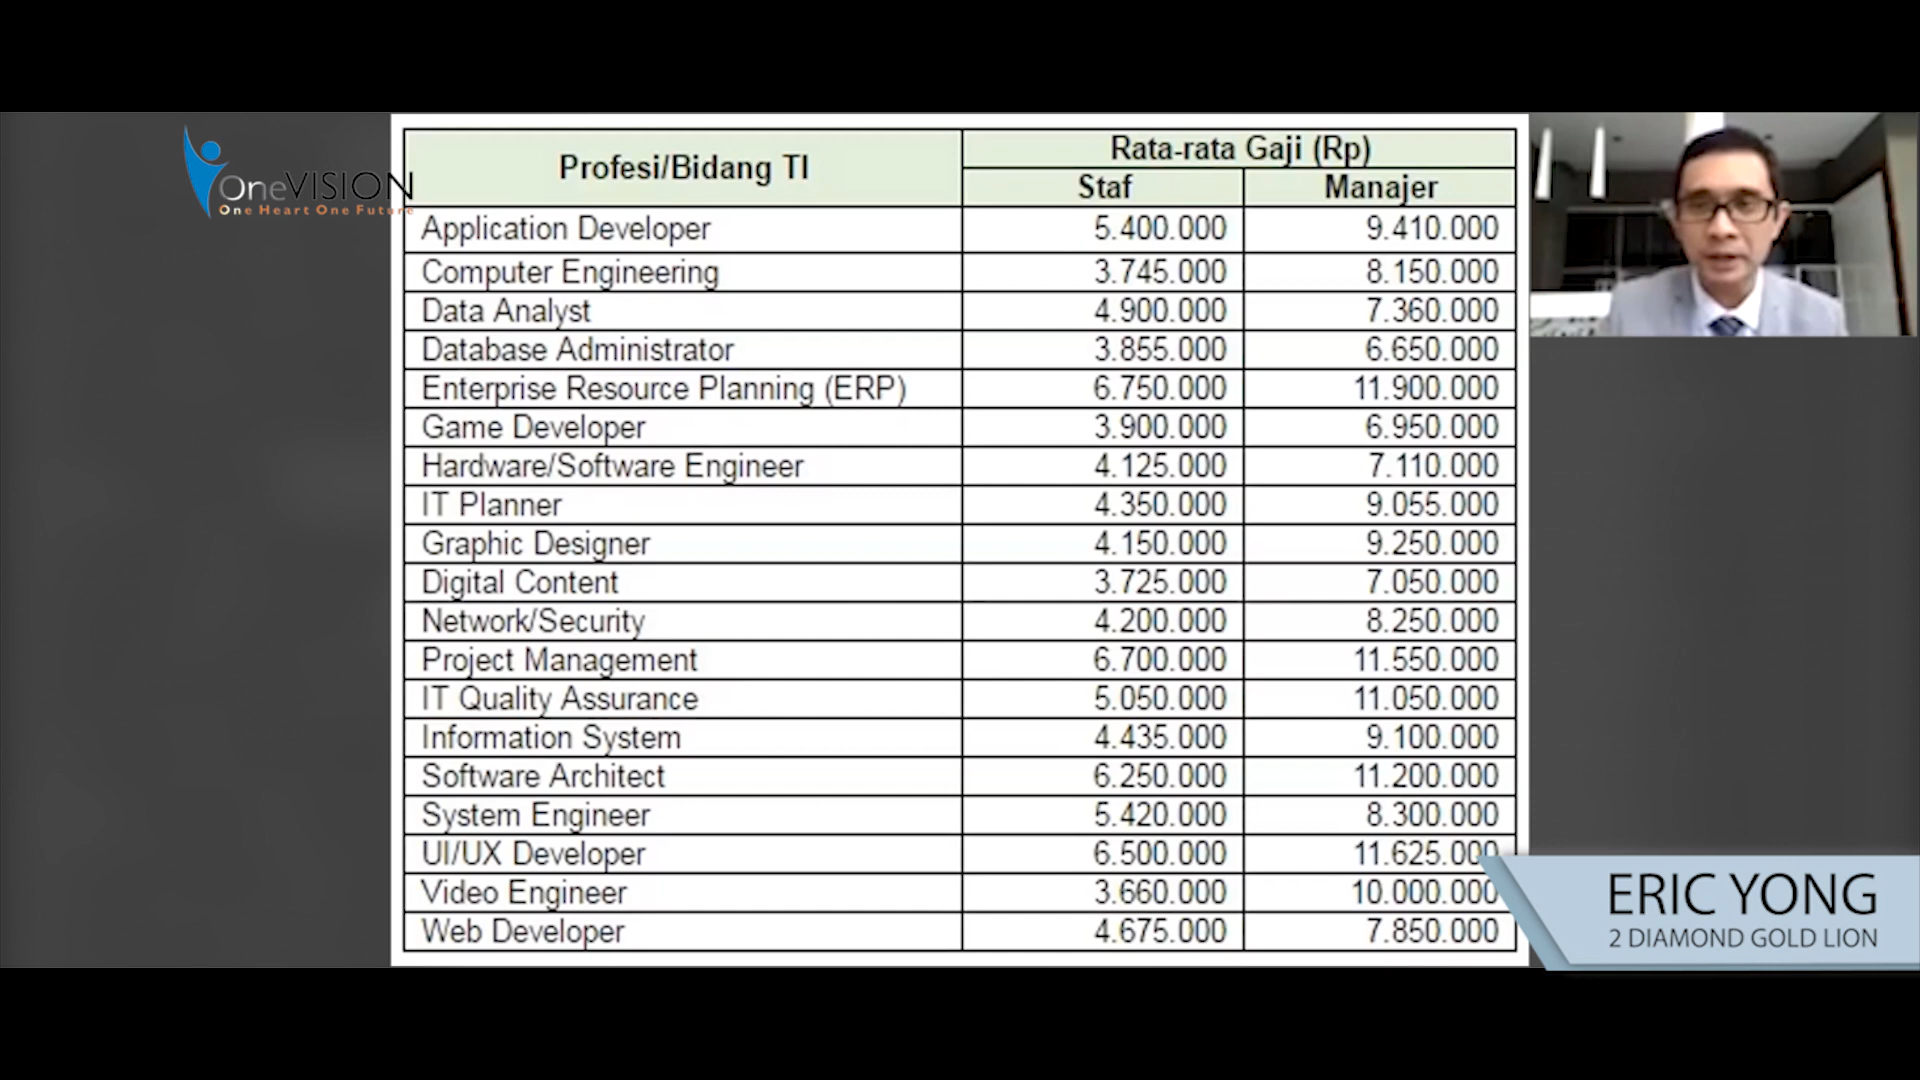 OneVISION
One Heart One Future
Profesi/Bidang TI
Rata-rata Gaji (Rp)
Staf Manajer
Application Developer 5.400.000 9.410.000
Computer Engineering 3.745.000 8.150.000
Data Analyst 4.900.000 7.360.000
Database Administrator 3.855.000 6.650.000
Enterprise Resource Planning (ERP) 6.750.000 11.900.000
Game Developer 3.900.000 6.950.000
Hardware/Software Engineer 4.125.000 7.110.000
IT Planner 4.350.000 9.055.000
Graphic Designer 4.150.000 9.250.000
Digital Content 3.725.000 7.050.000
Network/Security 4.200.000 8.250.000
Project Management 6.700.000 11.550.000
IT Quality Assurance 5.050.000 11.050.000
Information System 4.435.000 9.100.000
Software Architect 6.250.000 11.200.000
System Engineer 5.420.000 8.300.000
UI/UX Developer 6.500.000 11.625.000
Video Engineer 3.660.000 10.000.000
Web Developer 4.675.000 7.850.000
ERIC YONG
2 DIAMOND GOLD LION